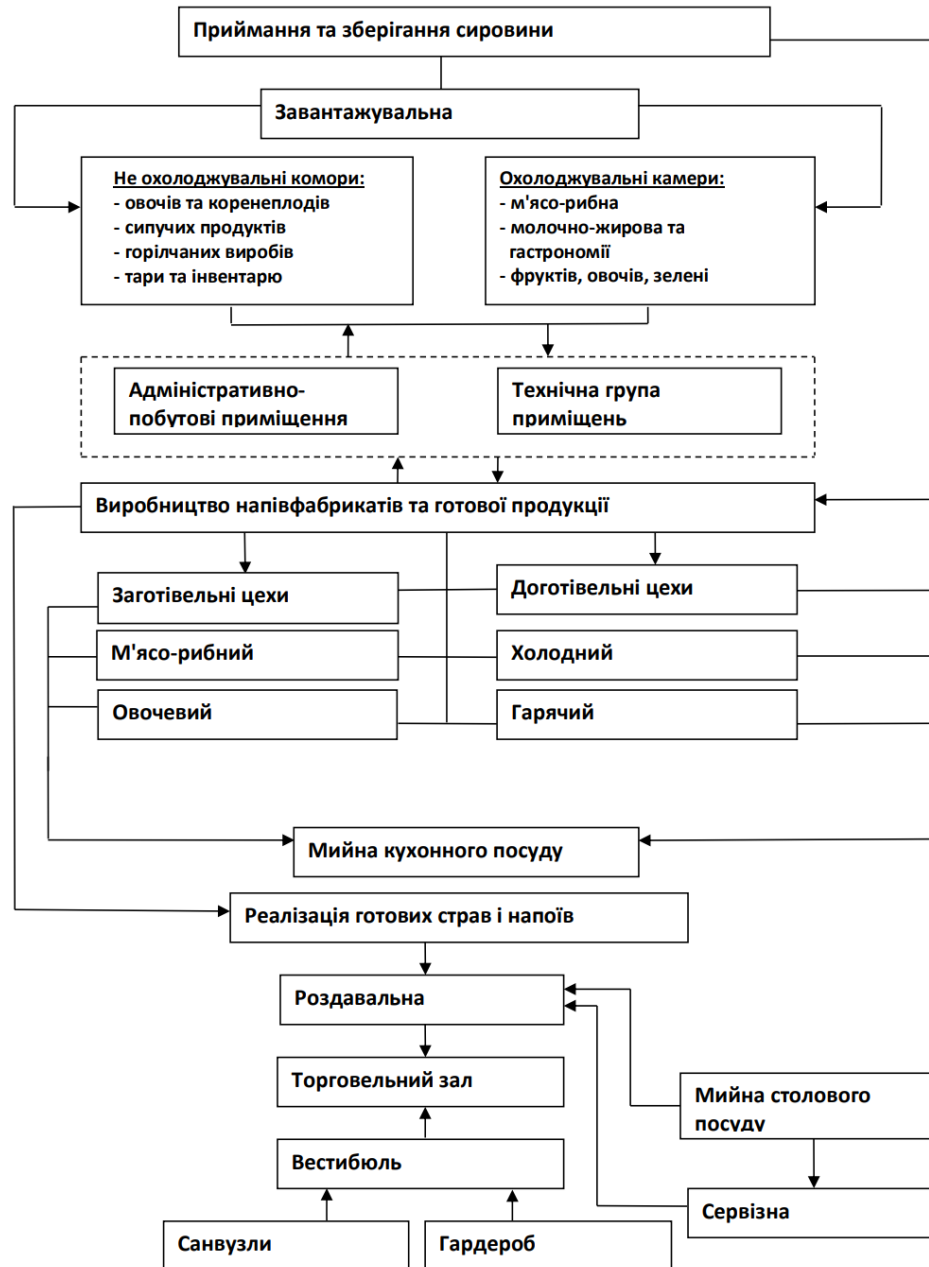 Приймання та зберігання сировини
Завантажувальна
Не охолоджувальні комори:
- овочів та коренеплодів
- сипучих продуктів
- горілчаних виробів
- тари та інвентарю
Охолоджувальні камери:
- м'ясо-рибна
- молочно-жирова та
гастрономії
- фруктів, овочів, зелені
Адміністративно-
побутові приміщення
Технічна група
приміщень
Виробництво напівфабрикатів та готової продукції
Заготівельні цехи
Доготівельні цехи
М'ясо-рибний
Холодний
Овочевий
Гарячий
Мийна кухонного посуду
Реалізація готових страв і напоїв
Роздавальна
Торговельний зал
Мийна столового
посуду
Вестибюль
Сервізна
Санвузли
Гардероб